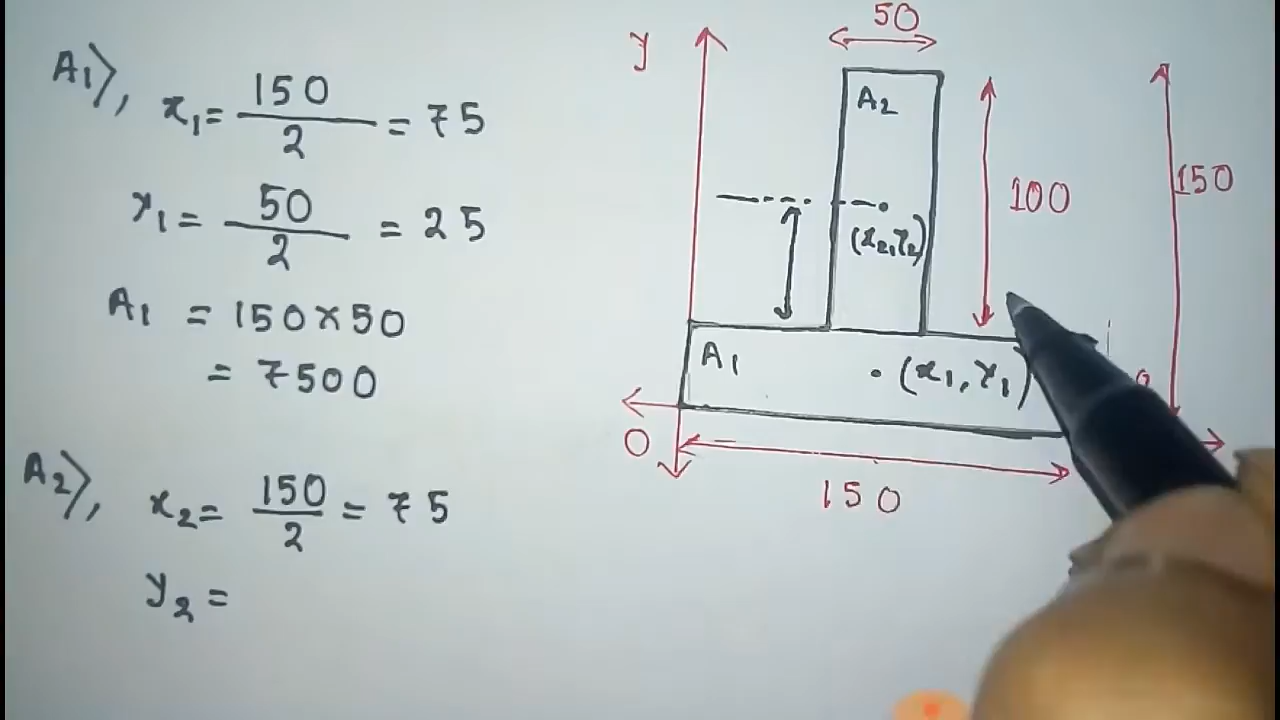 A1⟩, x1 = 150/2 = 75
Y1 = 50/2 = 25
A1 = 150×50
= 7500
A2⟩, x2 = 150/2 = 75
y2 =
50
y
A2
100
150
(x2,Y2)
A1
(x1,Y1)
O
150